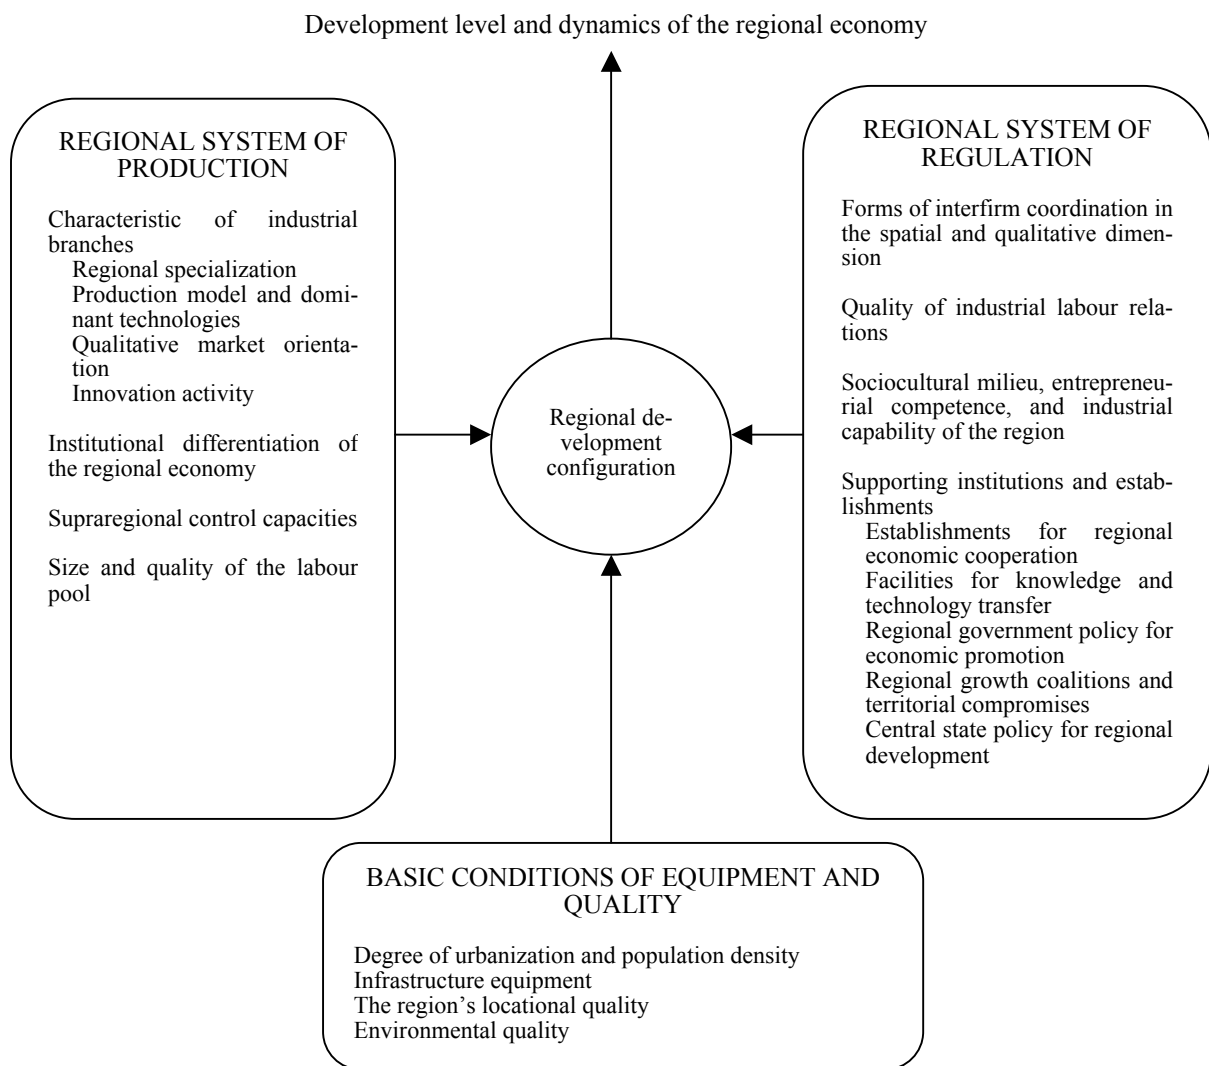 Development level and dynamics of the regional economy
REGIONAL SYSTEM OF
PRODUCTION
Characteristic of industrial
branches
Regional specialization
Production model and domi-
nant technologies
Qualitative market orienta-
tion
Innovation activity
Institutional differentiation of
the regional economy
Supraregional control capacities
Size and quality of the labour
pool
Regional de-
velopment
configuration
REGIONAL SYSTEM OF
REGULATION
Forms of interfirm coordination in
the spatial and qualitative dimen-
sion
Quality of industrial labour rela-
tions
Sociocultural milieu, entrepreneu-
rial competence, and industrial
capability of the region
Supporting institutions and estab-
lishments
Establishments for regional
economic cooperation
Facilities for knowledge and
technology transfer
Regional government policy for
economic promotion
Regional growth coalitions and
territorial compromises
Central state policy for regional
development
BASIC CONDITIONS OF EQUIPMENT AND
QUALITY
Degree of urbanization and population density
Infrastructure equipment
The region’s locational quality
Environmental quality